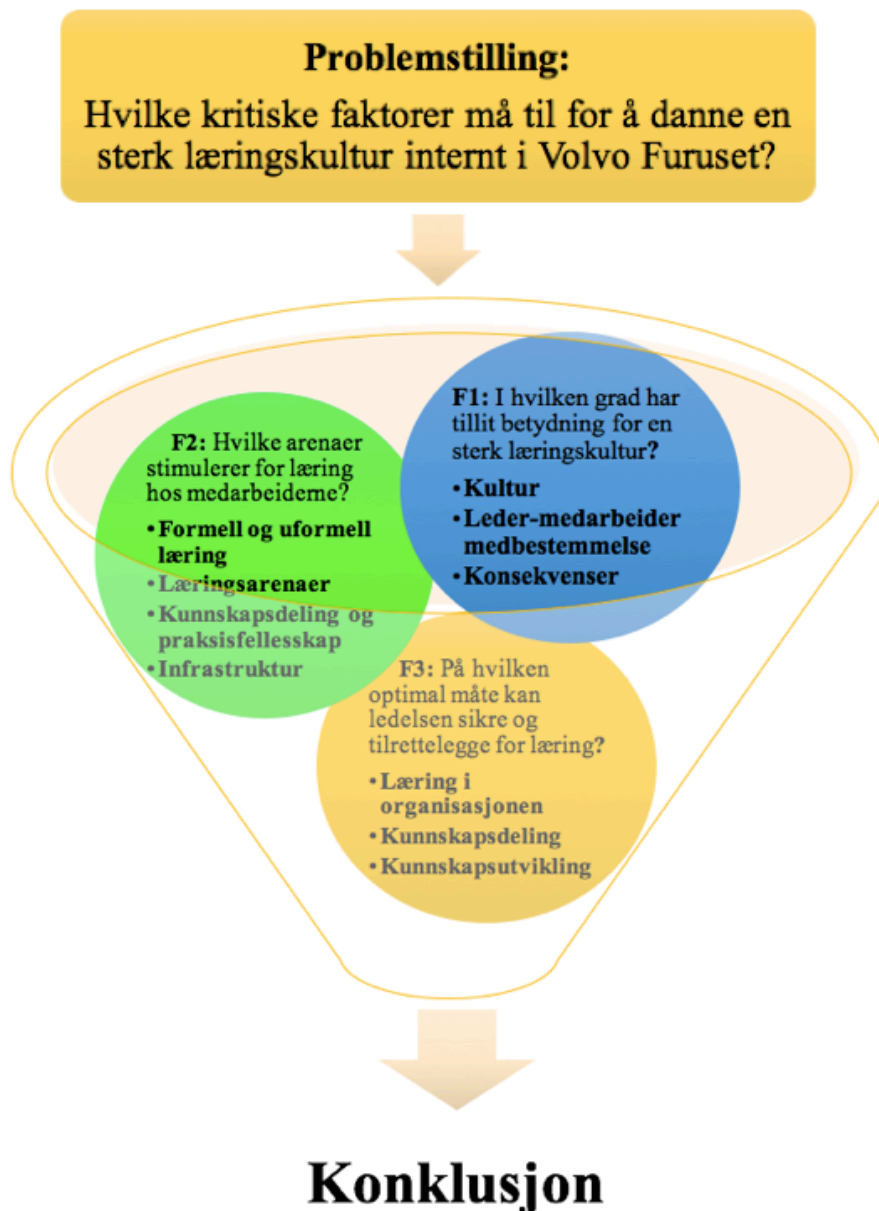 Problemstilling:
Hvilke kritiske faktorer må til for å danne en
sterk læringskultur internt i Volvo Furuset?
F1: I hvilken grad har
tillit betydning for en
sterk læringskultur?
• Kultur
• Leder-medarbeider
medbestemmelse
• Konsekvenser
F2: Hvilke arenaer
stimulerer for læring
hos medarbeiderne?
• Formell og uformell
læring
• Læringsarenaer
• Kunnskapsdeling og
praksisfellesskap
• Infrastruktur
F3: På hvilken
optimal måte kan
ledelsen sikre og
tilrettelegge for læring?
• Læring i
organisasjonen
• Kunnskapsdeling
• Kunnskapsutvikling
Konklusjon